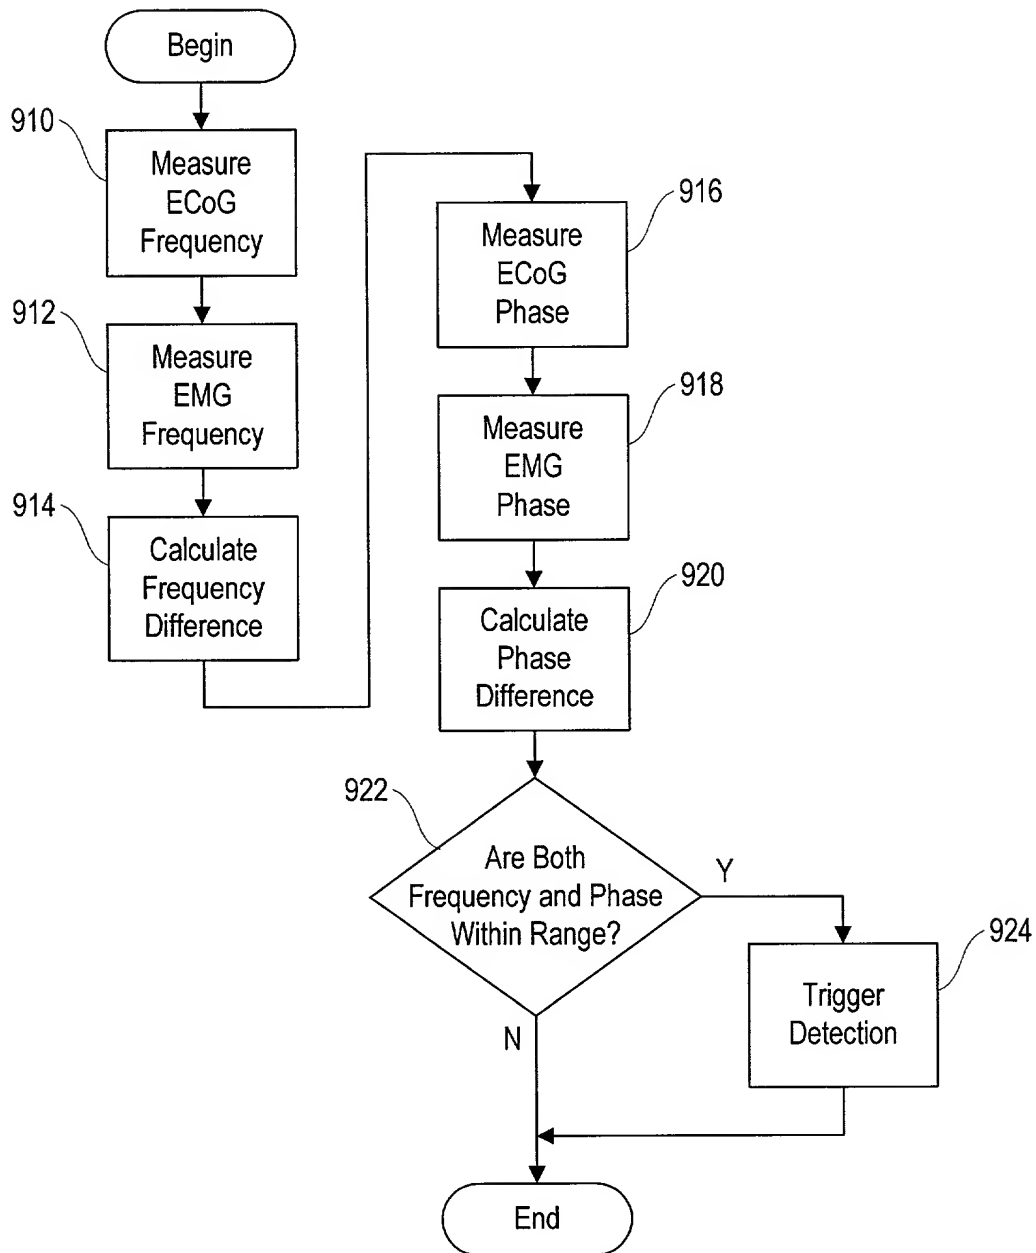 Begin
910
Measure
ECoG
Frequency
912
Measure
EMG
Frequency
914
Calculate
Frequency
Difference
916
Measure
ECoG
Phase
918
Measure
EMG
Phase
920
Calculate
Phase
Difference
922
Are Both
Frequency and Phase
Within Range?
Y
N
924
Trigger
Detection
End